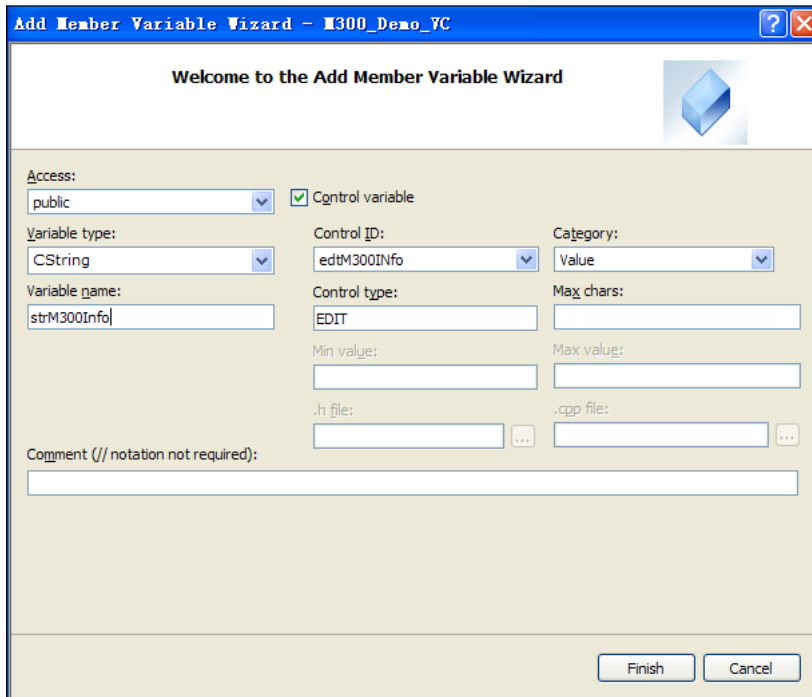 Add Member Variable Wizard - M300_Demo_VC
Welcome to the Add Member Variable Wizard
Access:
public
Control variable
Variable type:
Control ID:
Category:
CString
edtM300INfo
Value
Variable name:
Control type:
Max chars:
strM300Info
EDIT
Min value:
Max value:
.h file:
.cpp file:
...
...
Comment (// notation not required):
Finish
Cancel